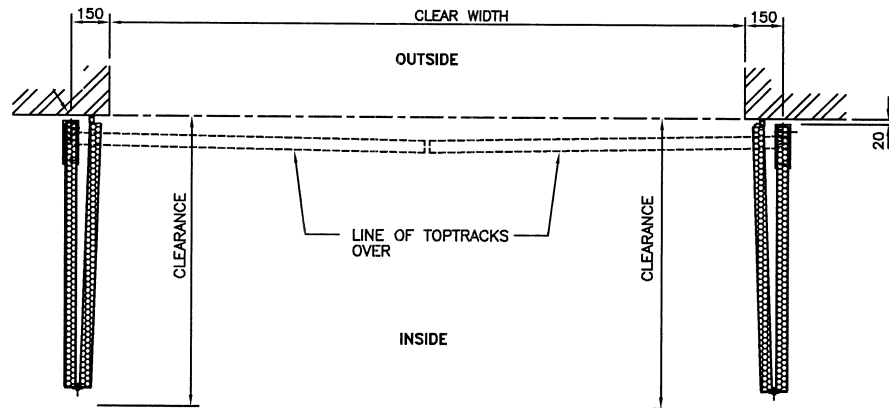 150
CLEAR WIDTH
150
OUTSIDE
20
CLEARANCE
LINE OF TOPTRACKS
OVER
CLEARANCE
INSIDE